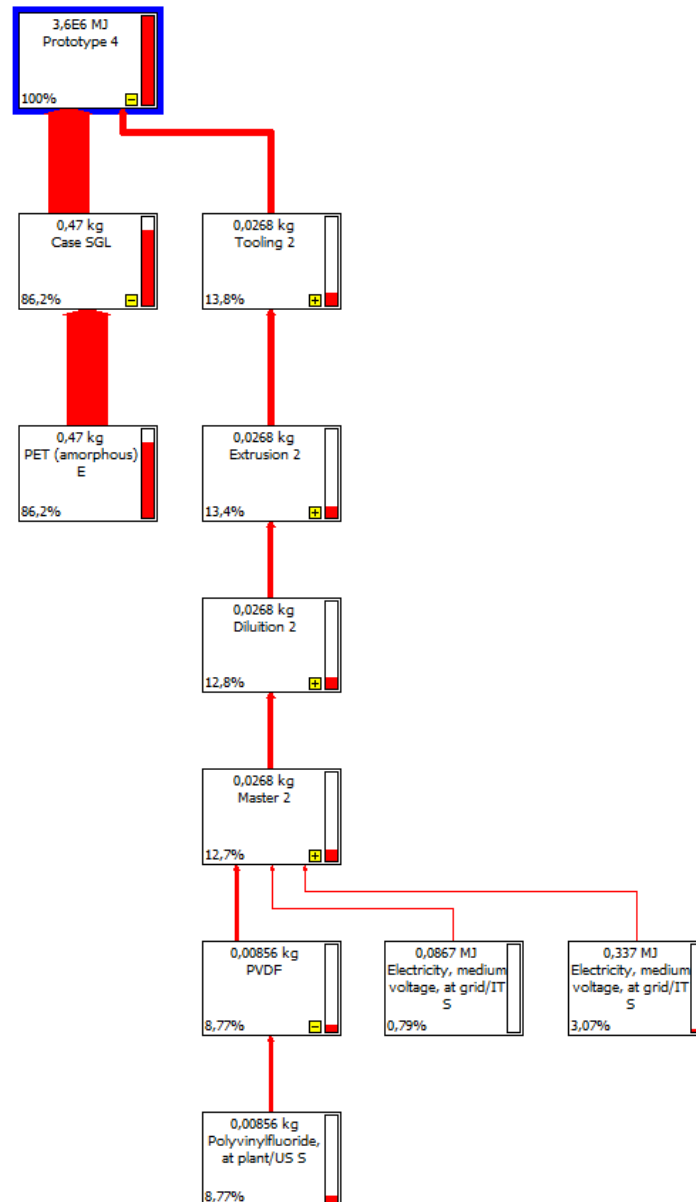 3,6E6 MJ
Prototype 4
100%
0,47 kg
Case SGL
86,2%
0,0268 kg
Tooling 2
13,8%
0,47 kg
PET (amorphous)
E
86,2%
0,0268 kg
Extrusion 2
13,4%
0,0268 kg
Diluition 2
12,8%
0,0268 kg
Master 2
12,7%
0,00856 kg
PVDF
8,77%
0,0867 MJ
Electricity, medium
voltage, at grid/IT
S
0,79%
0,337 MJ
Electricity, medium
voltage, at grid/IT
S
3,07%
0,00856 kg
Polyvinylfluoride,
at plant/US S
8,77%